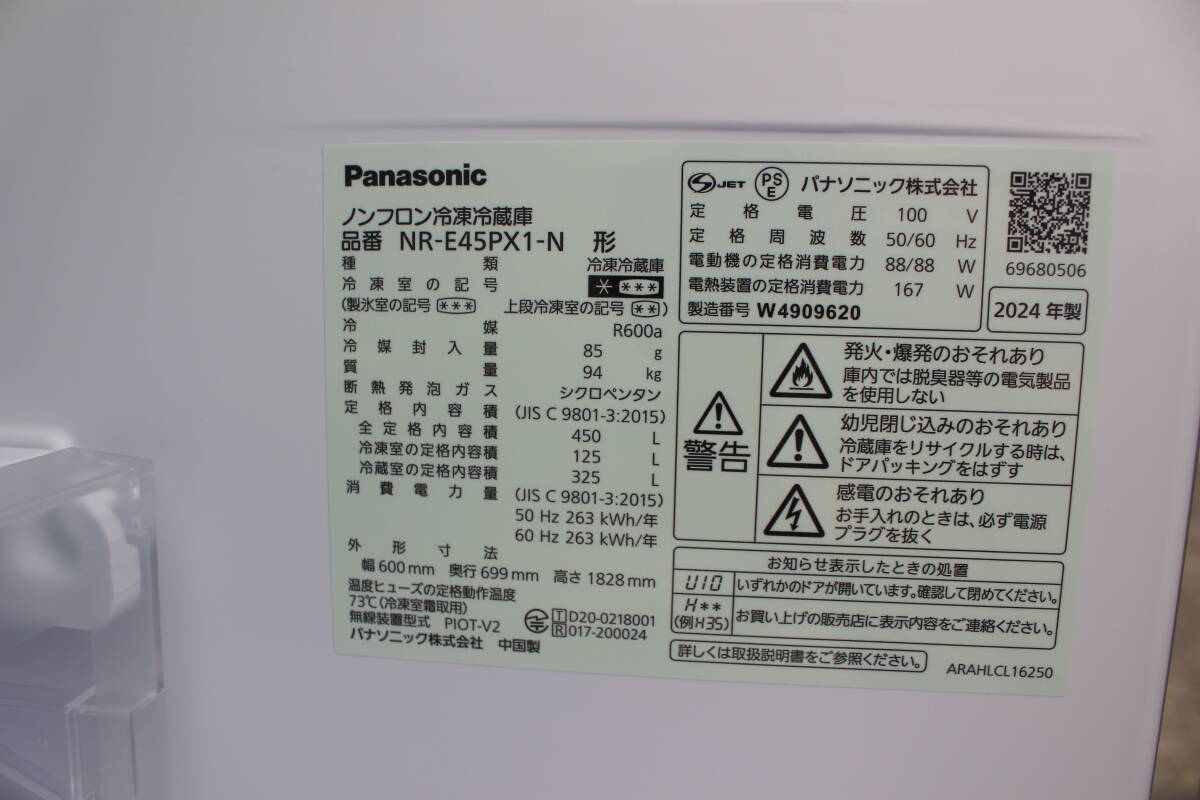 Panasonic
ノンフロン冷凍冷蔵庫
品番 NR-E45PX1-N 形
種類 冷凍冷蔵庫
冷凍室の記号 ＊ ＊＊＊
(製氷室の記号 ＊＊＊ 上段冷凍室の記号 ＊＊)
冷媒 R600a
冷媒封入量 85 g
質量 94 kg
断熱発泡ガス シクロペンタン
定格内容積 (JIS C 9801-3:2015)
全定格内容積 450 L
冷凍室の定格内容積 125 L
冷蔵室の定格内容積 325 L
消費電力量 (JIS C 9801-3:2015)
50 Hz 263 kWh/年
60 Hz 263 kWh/年
外形寸法
幅 600 mm 奥行 699 mm 高さ 1828 mm
温度ヒューズの定格動作温度
73℃(冷凍室霜取用)
無線装置型式 PIOT-V2
T D20-0218001
R 017-200024
パナソニック株式会社 中国製
S JET PS E パナソニック株式会社
定格電圧 100 V
定格周波数 50/60 Hz
電動機の定格消費電力 88/88 W
電熱装置の定格消費電力 167 W
製造番号 W4909620
69680506
2024 年製
警告
発火・爆発のおそれあり
庫内では脱臭器等の電気製品
を使用しない
幼児閉じ込みのおそれあり
冷蔵庫をリサイクルする時は、
ドアパッキングをはずす
感電のおそれあり
お手入れのときは、必ず電源
プラグを抜く
お知らせ表示したときの処置
U10 いずれかのドアが開いています。確認して閉めてください。
H**
(例H35) お買い上げの販売店に表示内容をご連絡ください。
詳しくは取扱説明書をご参照ください。
ARAHLCL16250